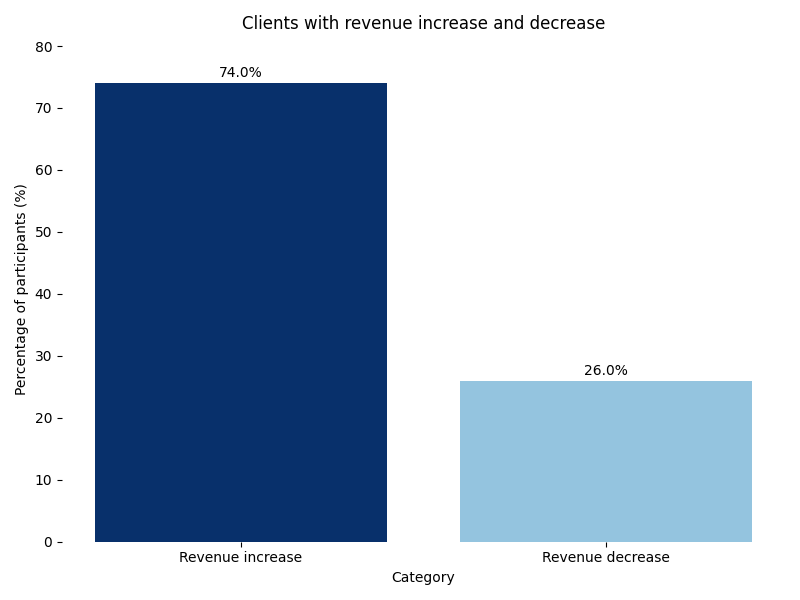 Clients with revenue increase and decrease
80
74.0%
70
60
50
40
30
26.0%
20
10
0
Percentage of participants (%)
Revenue increase
Revenue decrease
Category